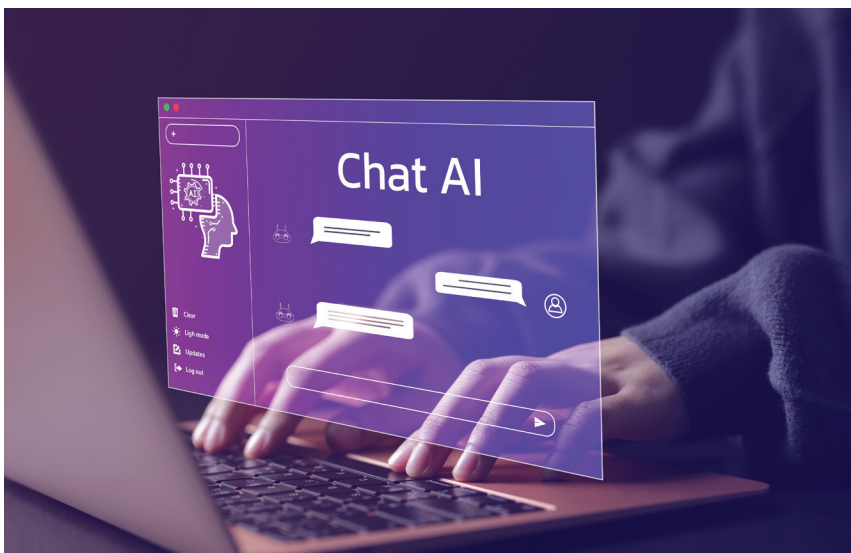 +
Chat AI
AI
Clear
Ligh mode
Updates
Log out